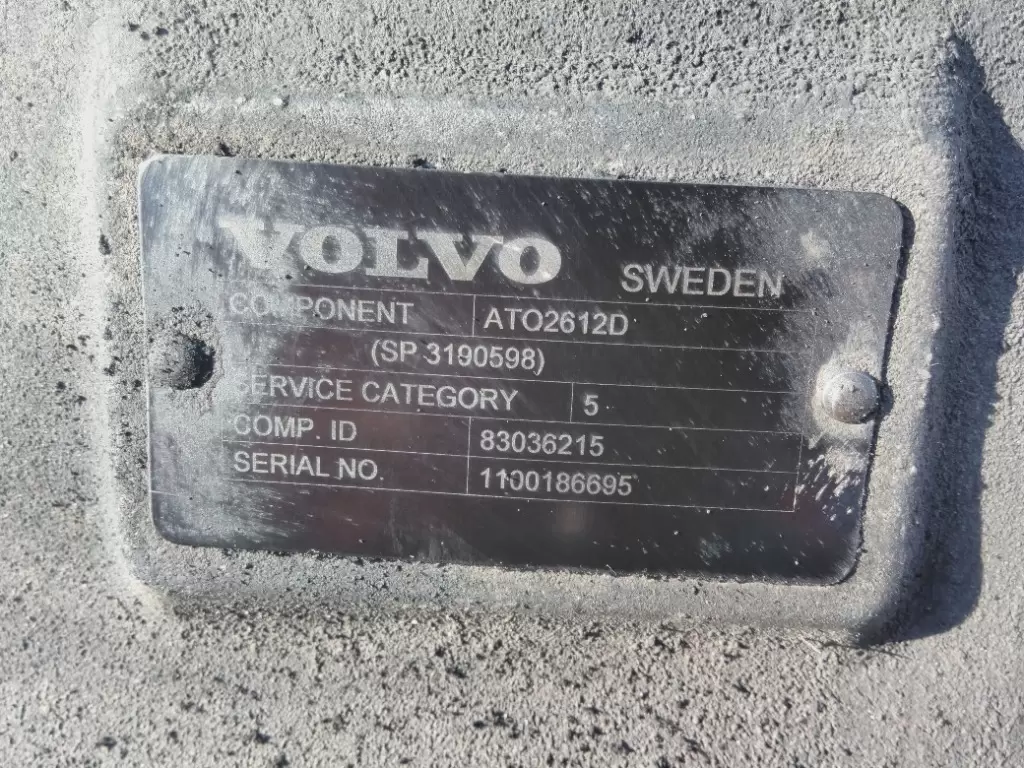 VOLVO SWEDEN
COMPONENT ATO2612D
(SP 3190598)
SERVICE CATEGORY 5
COMP. ID 83036215
SERIAL NO. 1100186695